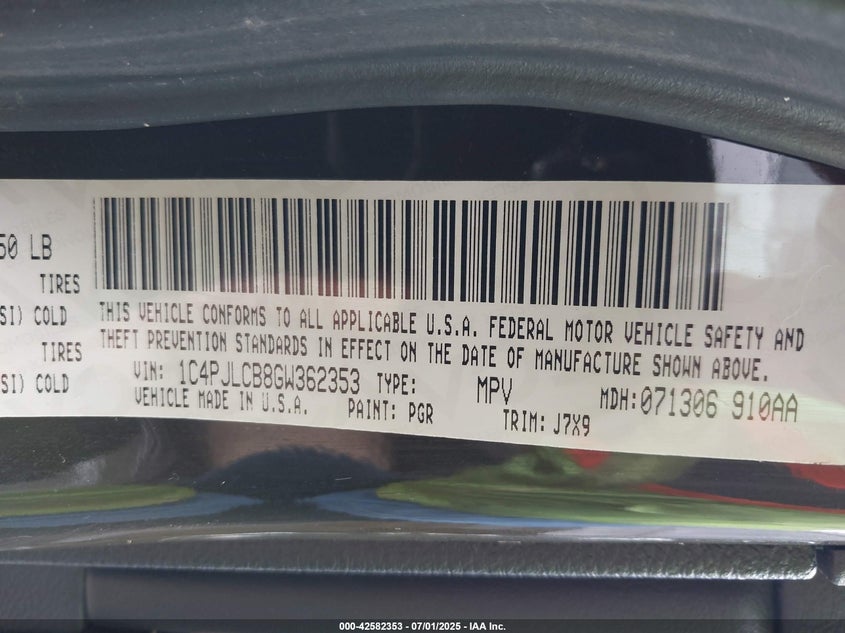 50 LB
TIRES
SI) COLD
TIRES
SI) COLD
THIS VEHICLE CONFORMS TO ALL APPLICABLE U.S.A. FEDERAL MOTOR VEHICLE SAFETY AND
THEFT PREVENTION STANDARDS IN EFFECT ON THE DATE OF MANUFACTURE SHOWN ABOVE.
VIN: 1C4PJLCB8GW362353 TYPE: MPV MDH:071306 910AA
VEHICLE MADE IN U.S.A. PAINT: PGR TRIM: J7X9
000-42582353 - 07/01/2025 - IAA Inc.